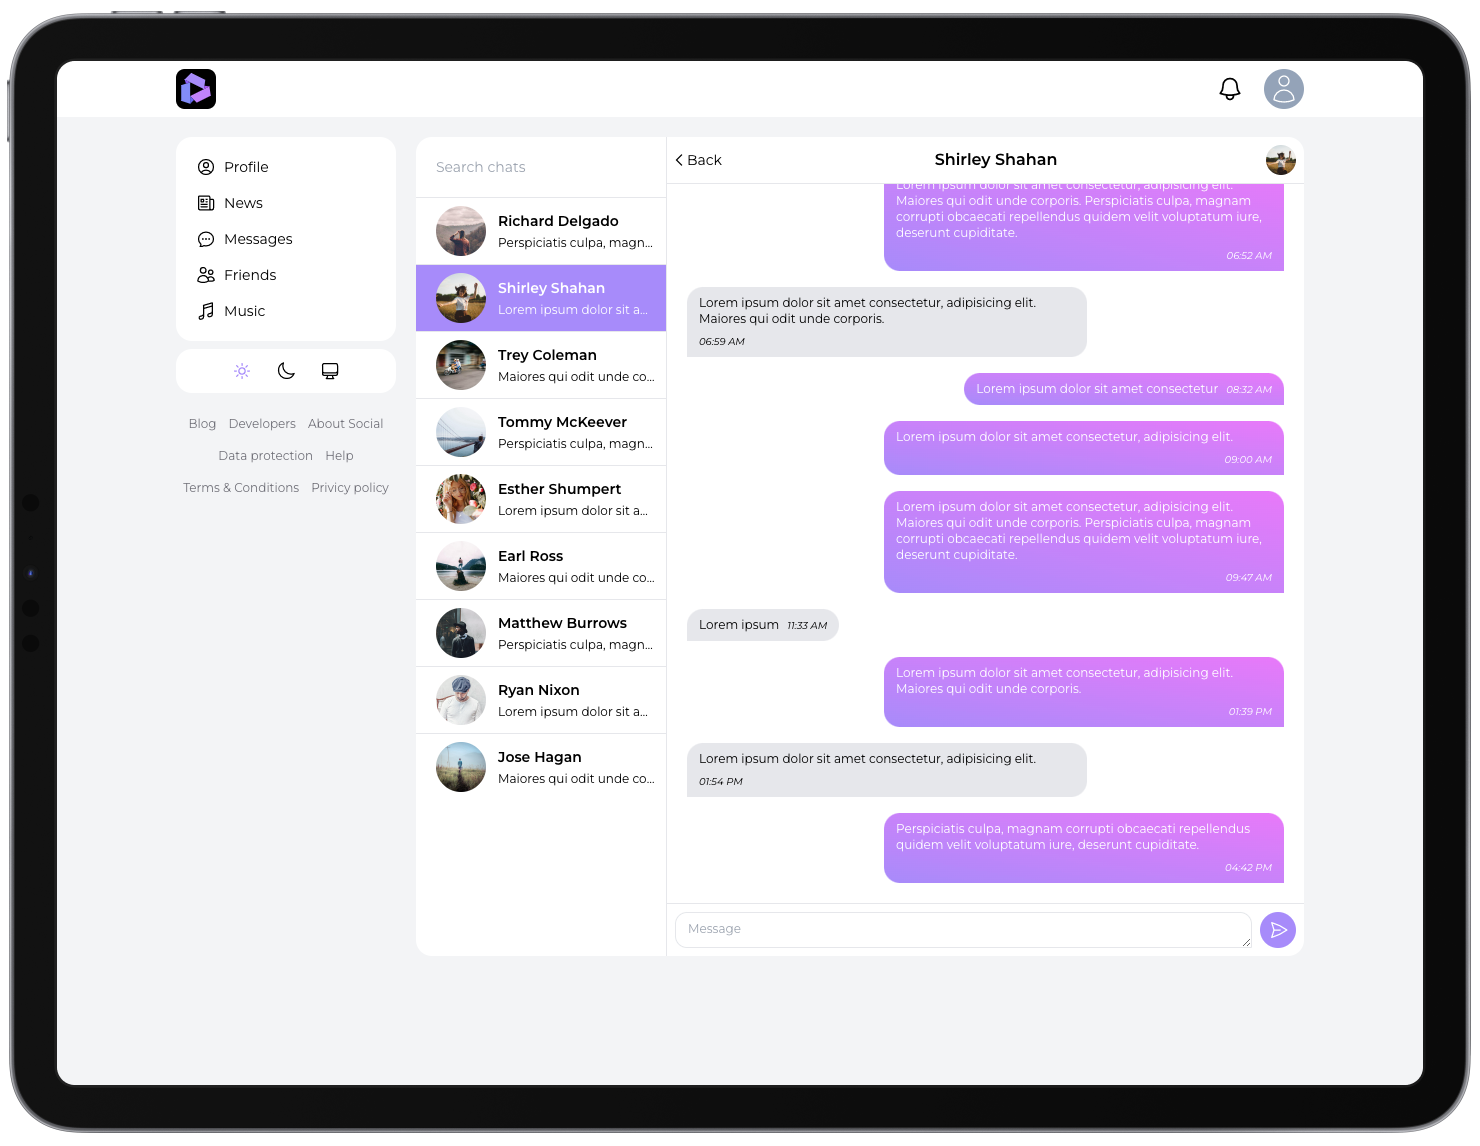 Profile
News
Messages
Friends
Music
Blog Developers About Social
Data protection Help
Terms & Conditions Privicy policy
Search chats
Richard Delgado
Perspiciatis culpa, magn...
Shirley Shahan
Lorem ipsum dolor sit a...
Trey Coleman
Maiores qui odit unde co...
Tommy McKeever
Perspiciatis culpa, magn...
Esther Shumpert
Lorem ipsum dolor sit a...
Earl Ross
Maiores qui odit unde co...
Matthew Burrows
Perspiciatis culpa, magn...
Ryan Nixon
Lorem ipsum dolor sit a...
Jose Hagan
Maiores qui odit unde co...
Back
Shirley Shahan
Lorem ipsum dolor sit amet consectetur, adipisicing elit.
Maiores qui odit unde corporis. Perspiciatis culpa, magnam
corrupti obcaecati repellendus quidem velit voluptatum iure,
deserunt cupiditate.
06:52 AM
Lorem ipsum dolor sit amet consectetur, adipisicing elit.
Maiores qui odit unde corporis.
06:59 AM
Lorem ipsum dolor sit amet consectetur 08:32 AM
Lorem ipsum dolor sit amet consectetur, adipisicing elit.
09:00 AM
Lorem ipsum dolor sit amet consectetur, adipisicing elit.
Maiores qui odit unde corporis. Perspiciatis culpa, magnam
corrupti obcaecati repellendus quidem velit voluptatum iure,
deserunt cupiditate.
09:47 AM
Lorem ipsum 11:33 AM
Lorem ipsum dolor sit amet consectetur, adipisicing elit.
Maiores qui odit unde corporis.
01:39 PM
Lorem ipsum dolor sit amet consectetur, adipisicing elit.
01:54 PM
Perspiciatis culpa, magnam corrupti obcaecati repellendus
quidem velit voluptatum iure, deserunt cupiditate.
04:42 PM
Message